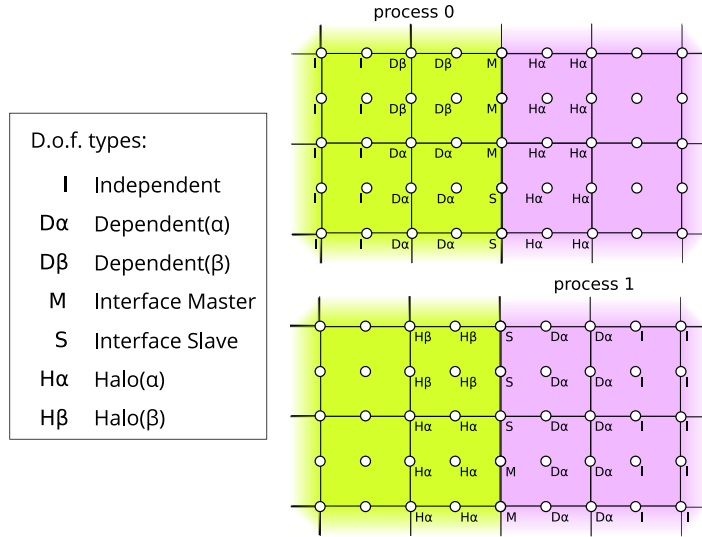 process 0
I I Dβ Dβ M Hα Hα
I I Dβ Dβ M Hα Hα
I I Dα Dα M Hα Hα
I I Dα Dα S Hα Hα
I I Dα Dα S Hα Hα
D.o.f. types:
I Independent
Dα Dependent(α)
Dβ Dependent(β)
M Interface Master
S Interface Slave
Hα Halo(α)
Hβ Halo(β)
process 1
Hβ Hβ S Dα Dα I I
Hβ Hβ S Dα Dα I I
Hα Hα S Dα Dα I I
Hα Hα M Dα Dα I I
Hα Hα M Dα Dα I I